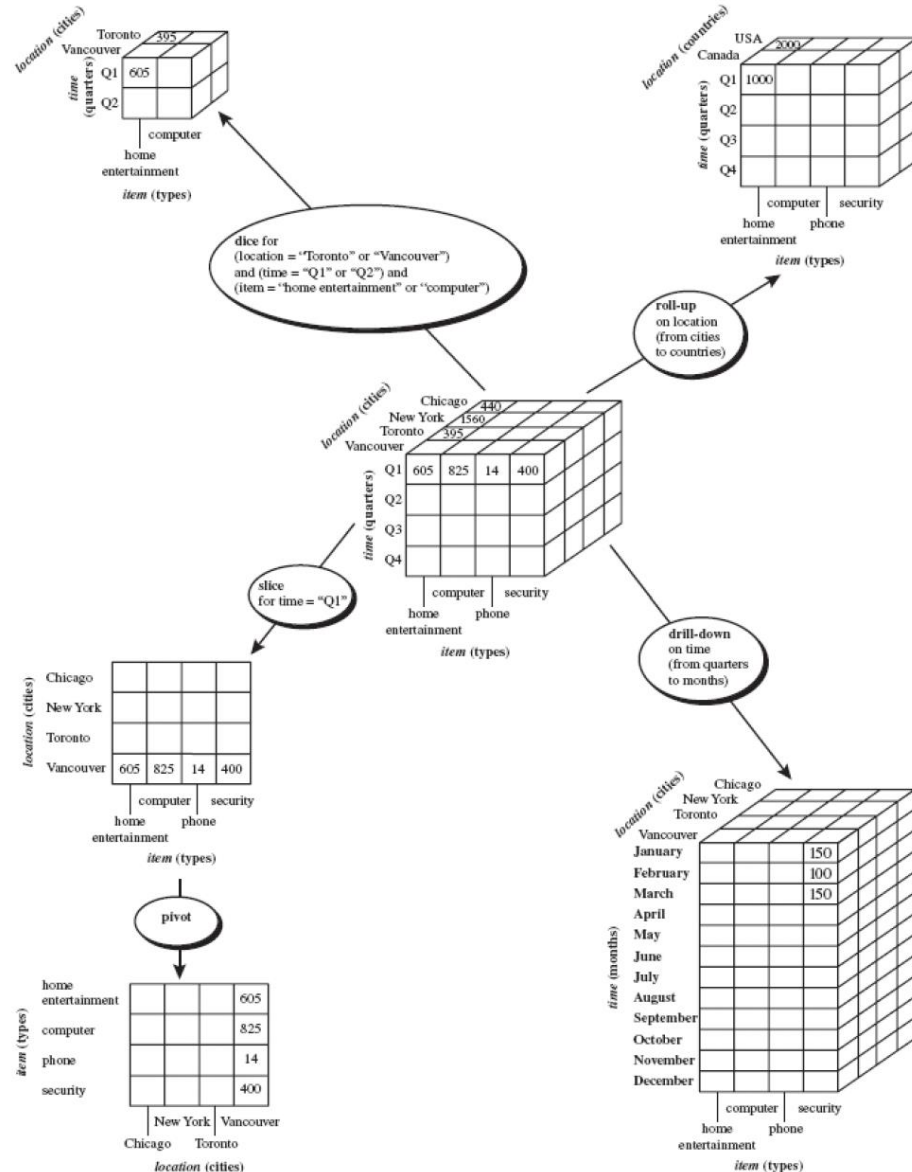 location (cities)
Toronto 395
Vancouver
time (quarters)
Q1 605
Q2
computer
home
entertainment
item (types)
location (countries)
USA 2000
Canada
time (quarters)
Q1 1000
Q2
Q3
Q4
computer security
home phone
entertainment
item (types)
dice for
(location = “Toronto” or “Vancouver”)
and (time = “Q1” or “Q2”) and
(item = “home entertainment” or “computer”)
roll-up
on location
(from cities
to countries)
location (cities)
Chicago 440
New York 1560
Toronto 395
Vancouver
time (quarters)
Q1 605 825 14 400
Q2
Q3
Q4
computer security
home phone
entertainment
item (types)
slice
for time = “Q1”
drill-down
on time
(from quarters
to months)
location (cities)
Chicago
New York
Toronto
Vancouver 605 825 14 400
computer security
home phone
entertainment
item (types)
pivot
item (types)
home
entertainment 605
computer 825
phone 14
security 400
New York Vancouver
Chicago Toronto
location (cities)
location (cities)
Chicago
New York
Toronto
Vancouver
time (months)
January 150
February 100
March 150
April
May
June
July
August
September
October
November
December
computer security
home phone
entertainment
item (types)